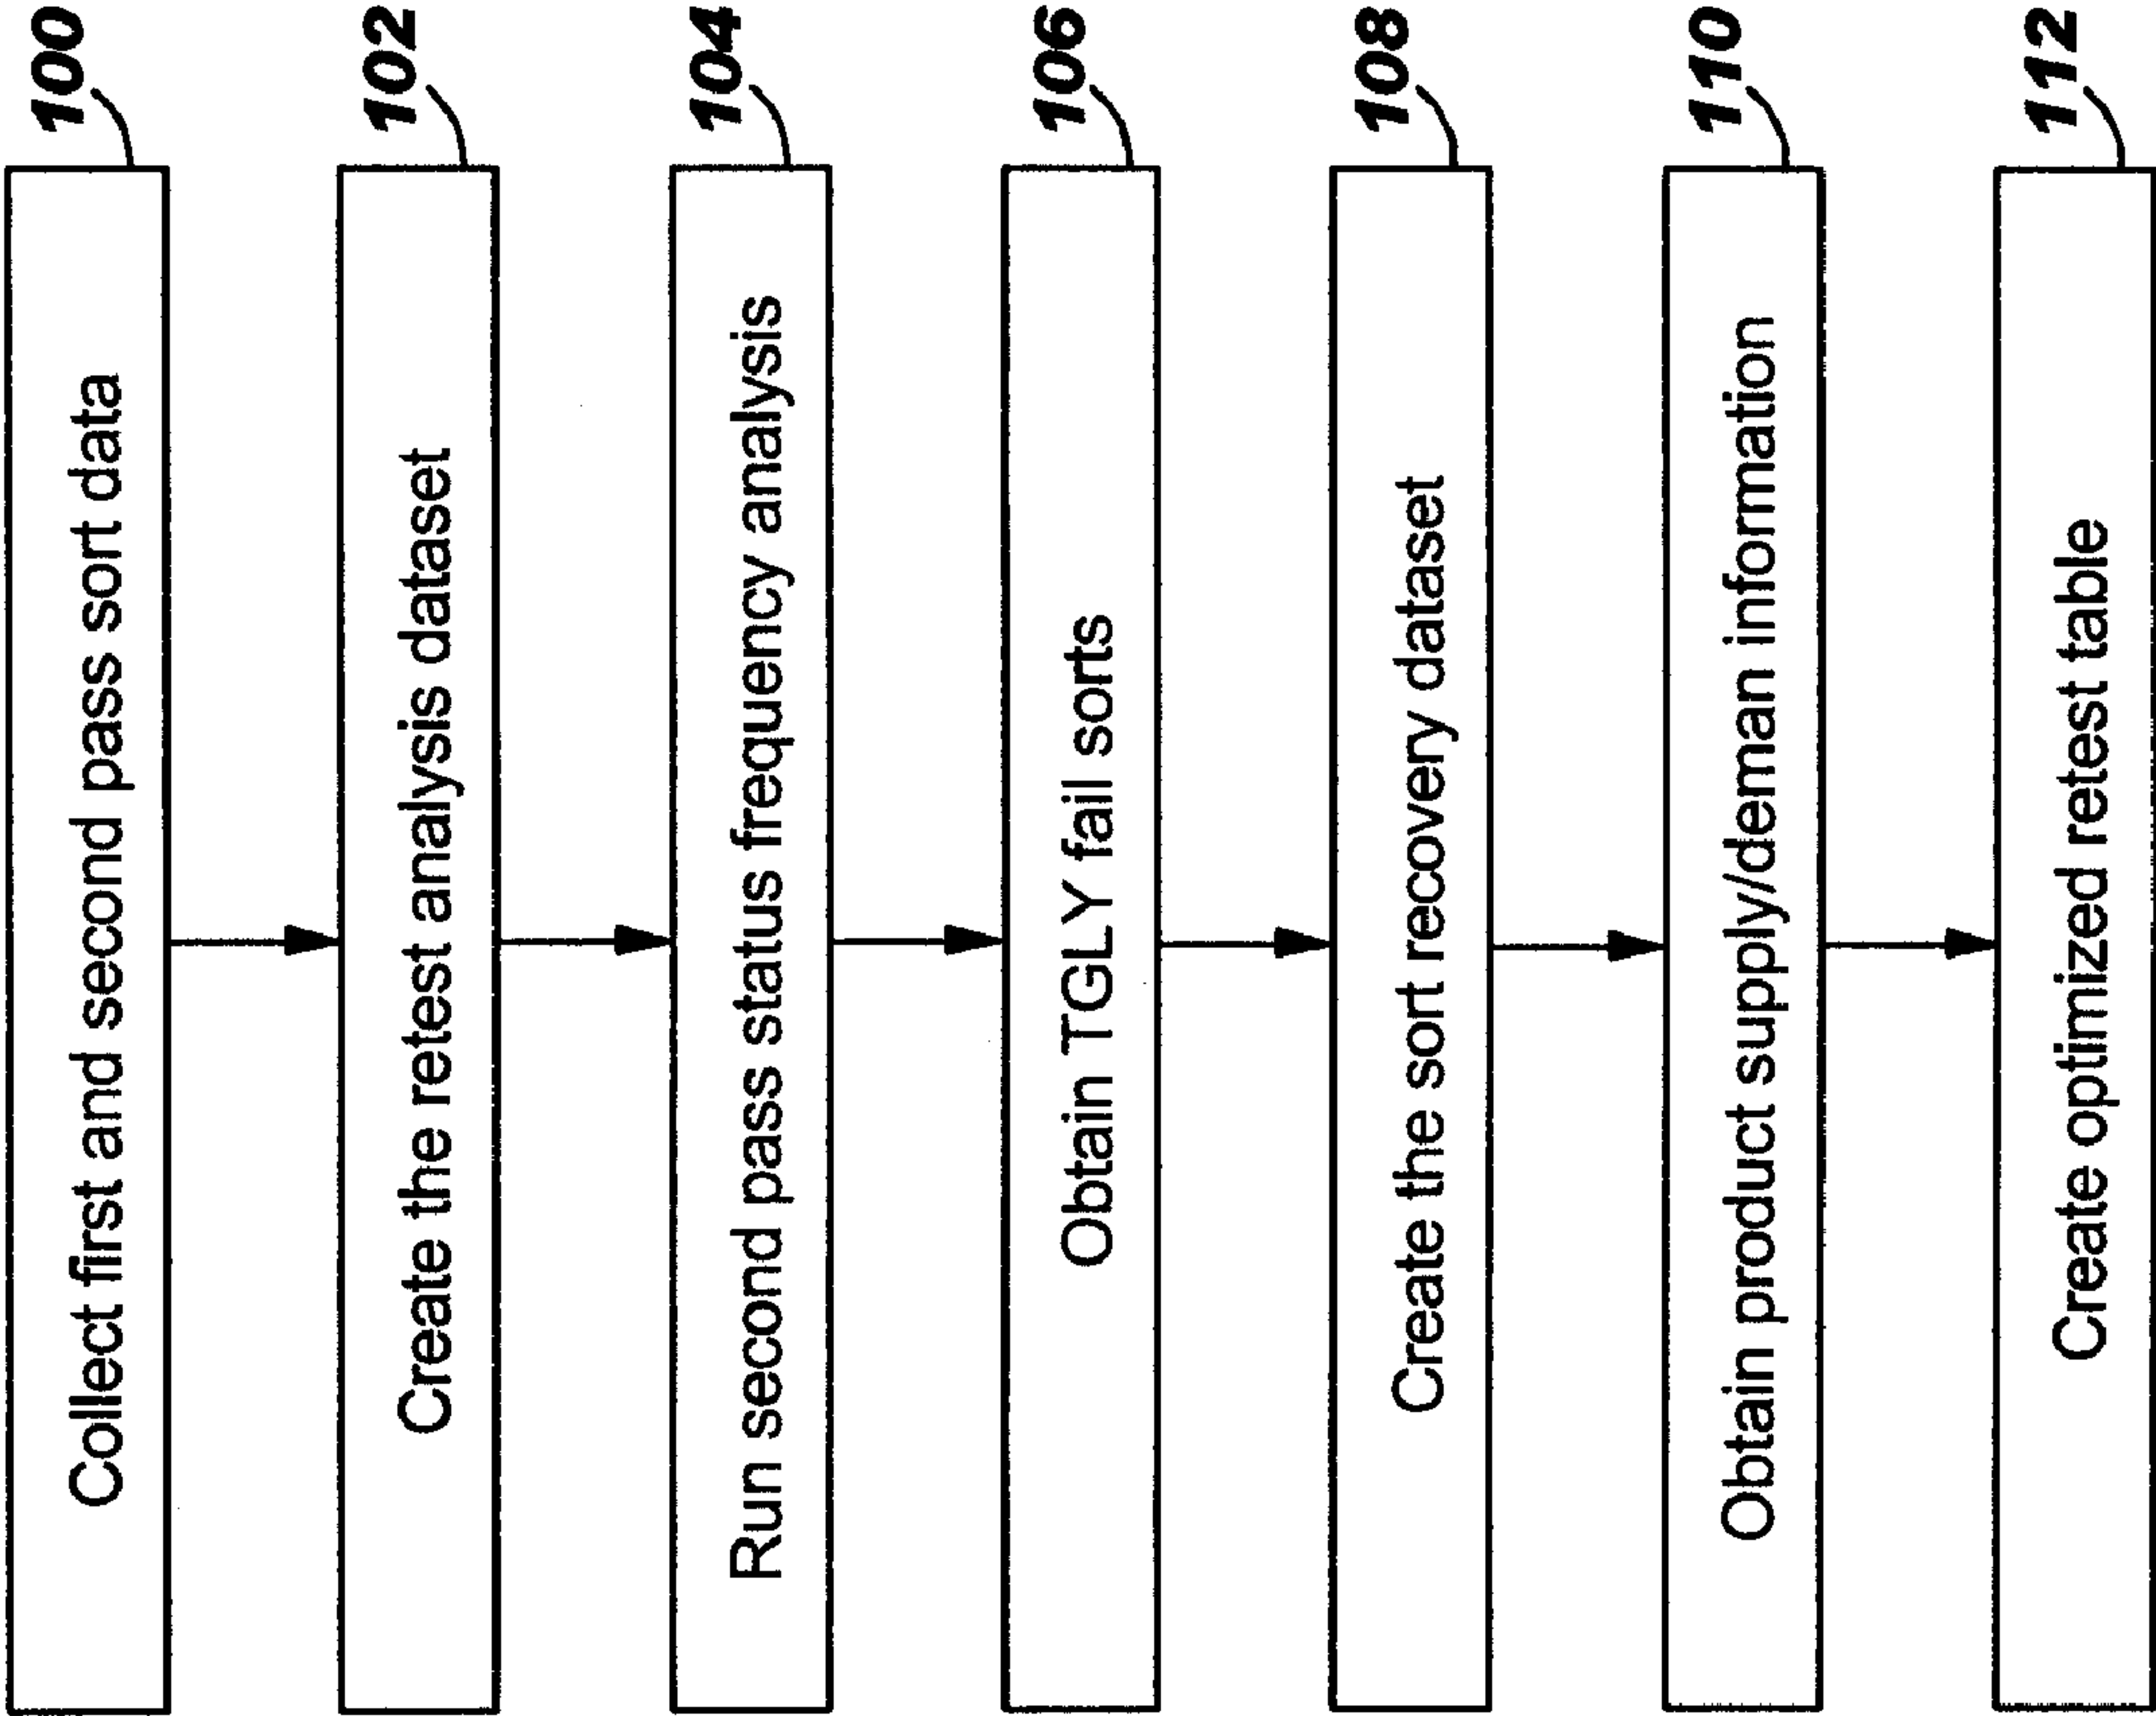 100
Collect first and second pass sort data
102
Create the retest analysis dataset
104
Run second pass status frequency analysis
106
Obtain TGLY fail sorts
108
Create the sort recovery dataset
110
Obtain product supply/deman information
112
Create optimized retest table